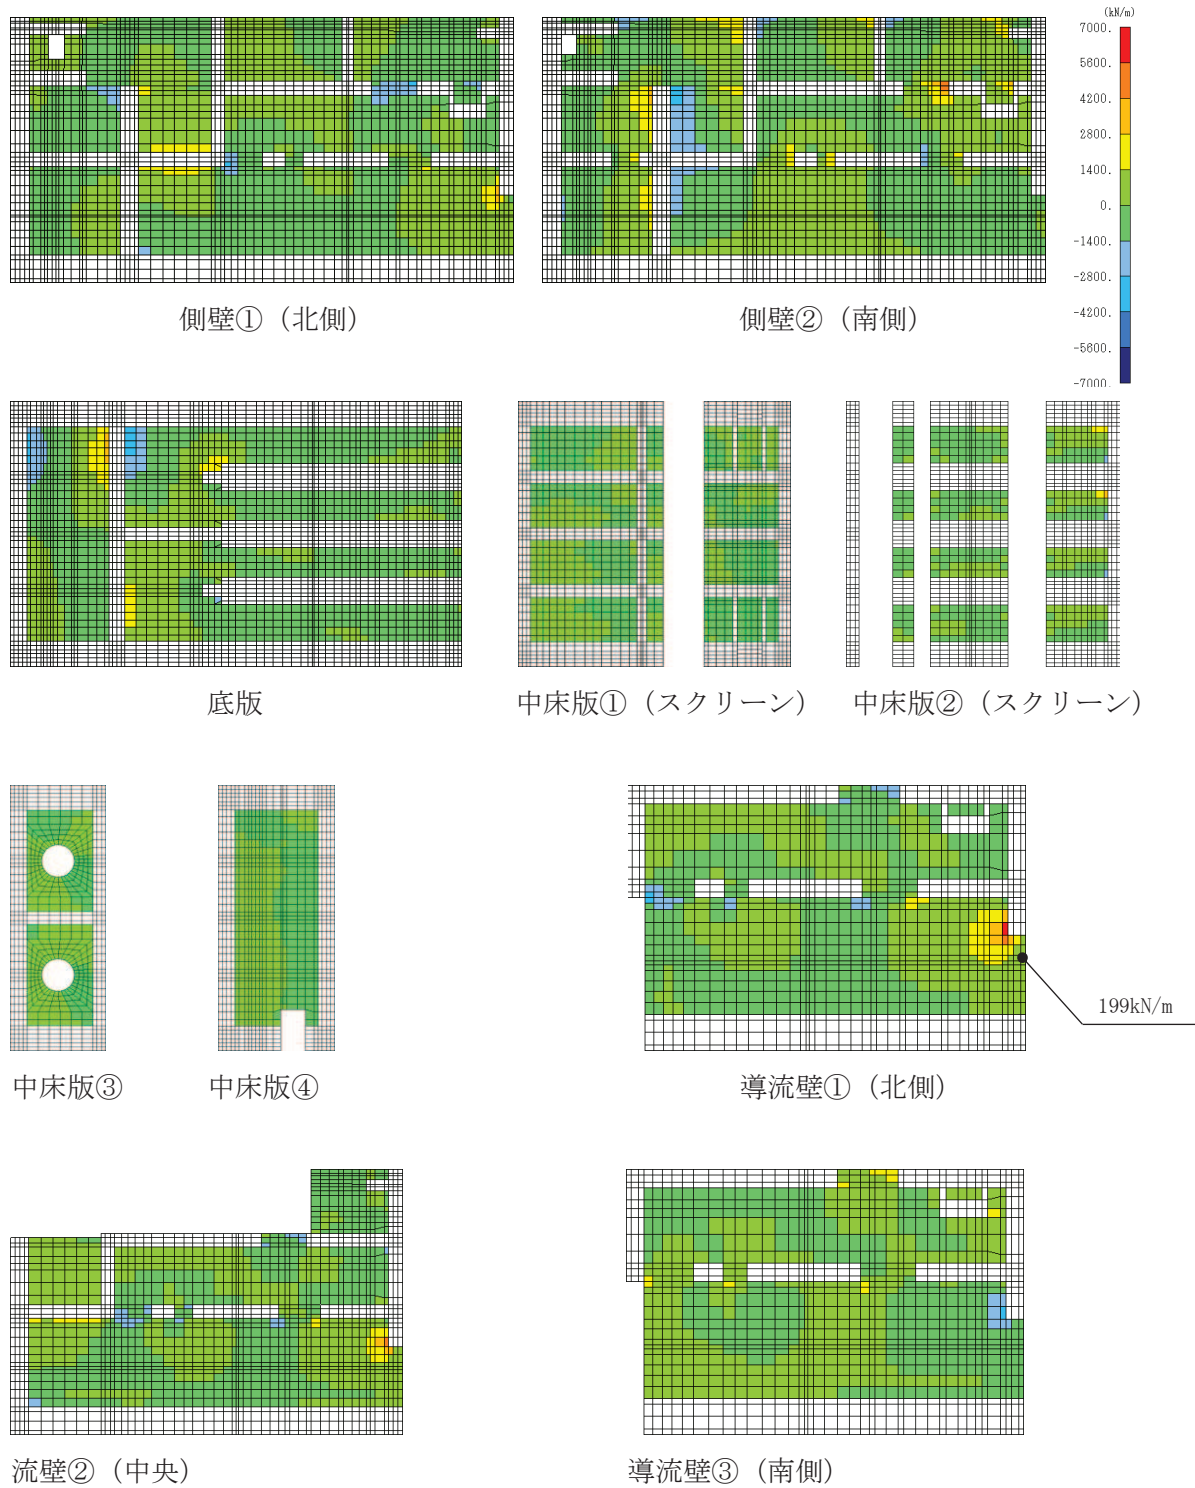 (kN/m)
7000.
5600.
4200.
2800.
1400.
0.
-1400.
-2800.
-4200.
-5600.
-7000.
側壁①（北側）
側壁②（南側）
底版
中床版①（スクリーン）
中床版②（スクリーン）
199kN/m
中床版③
中床版④
導流壁①（北側）
流壁②（中央）
導流壁③（南側）